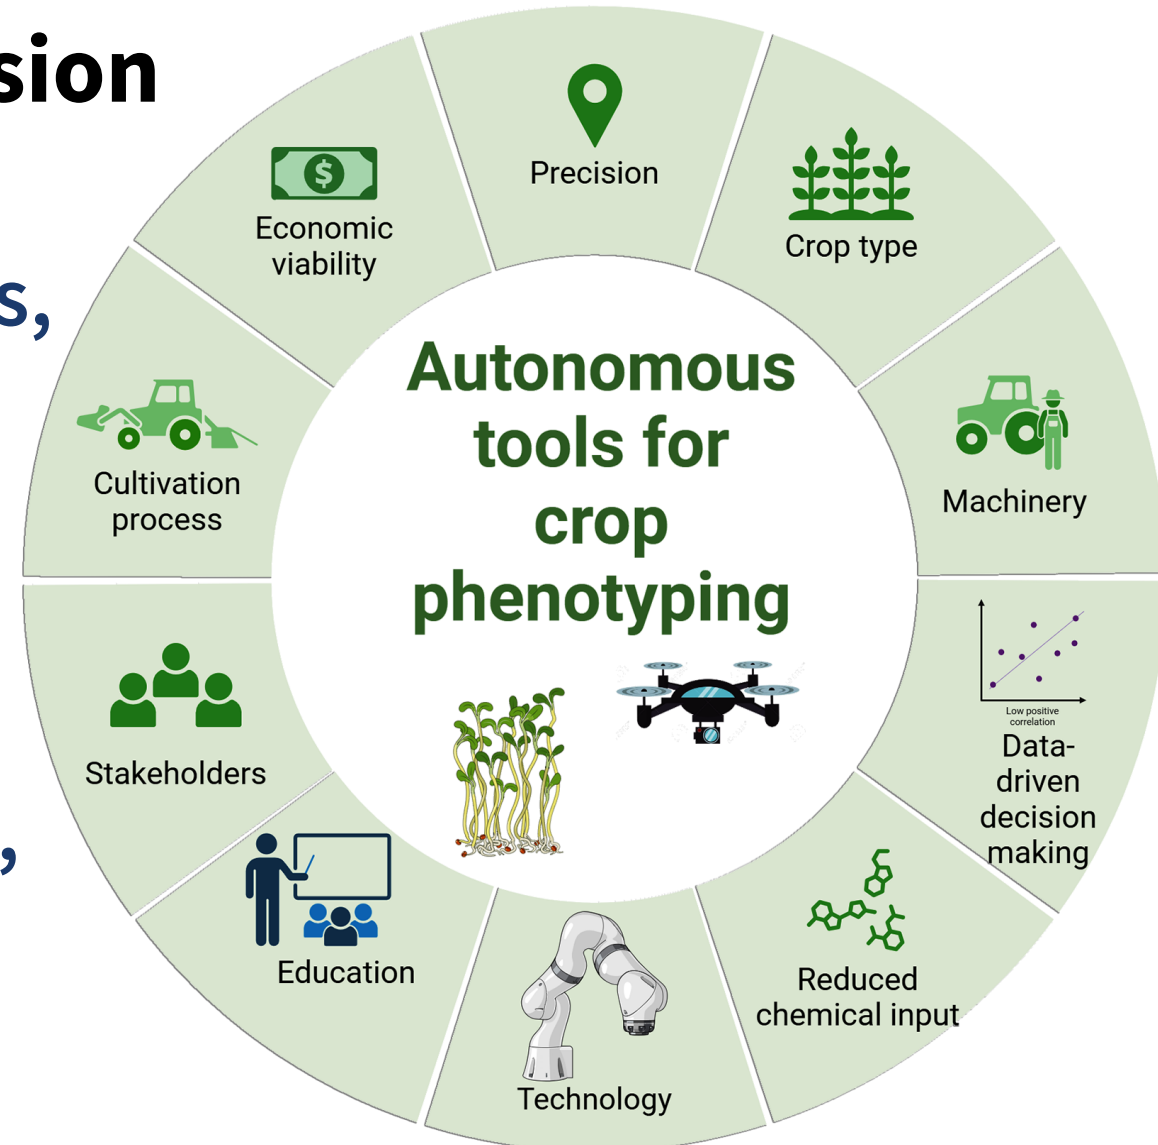 sion
s,
,
Precision
Crop type
Machinery
Low positive
correlation
Data-
driven
decision
making
Reduced
chemical input
Technology
Education
Stakeholders
Cultivation
process
$
Economic
viability
Autonomous
tools for
crop
phenotyping